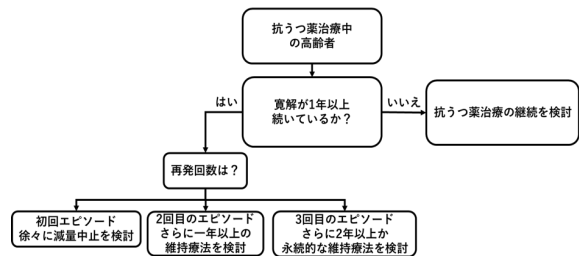 抗うつ薬治療中
の高齢者
はい
寛解が1年以上
続いているか？
いいえ
抗うつ薬治療の継続を検討
再発回数は？
初回エピソード
徐々に減量中止を検討
2回目のエピソード
さらに一年以上の
維持療法を検討
3回目のエピソード
さらに2年以上か
永続的な維持療法を検討